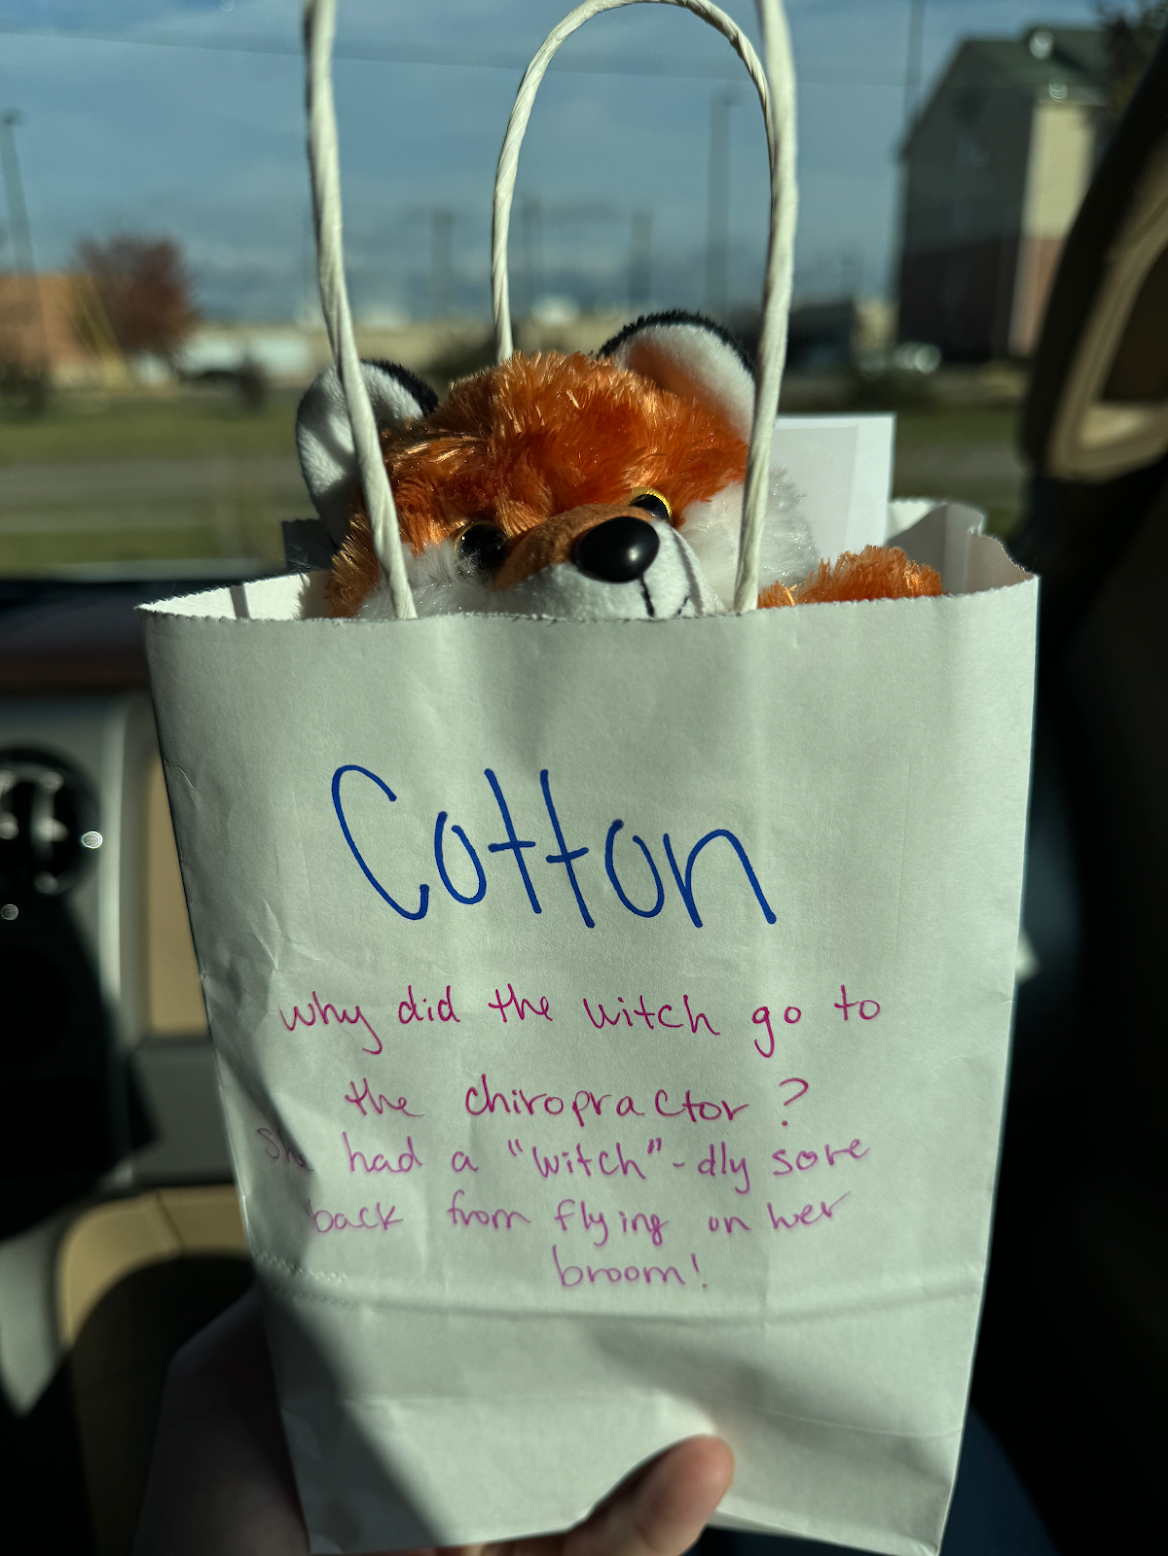 Cotton
Why did the witch go to
the chiropractor?
She had a "witch"-dly sore
back from flying on her
broom!